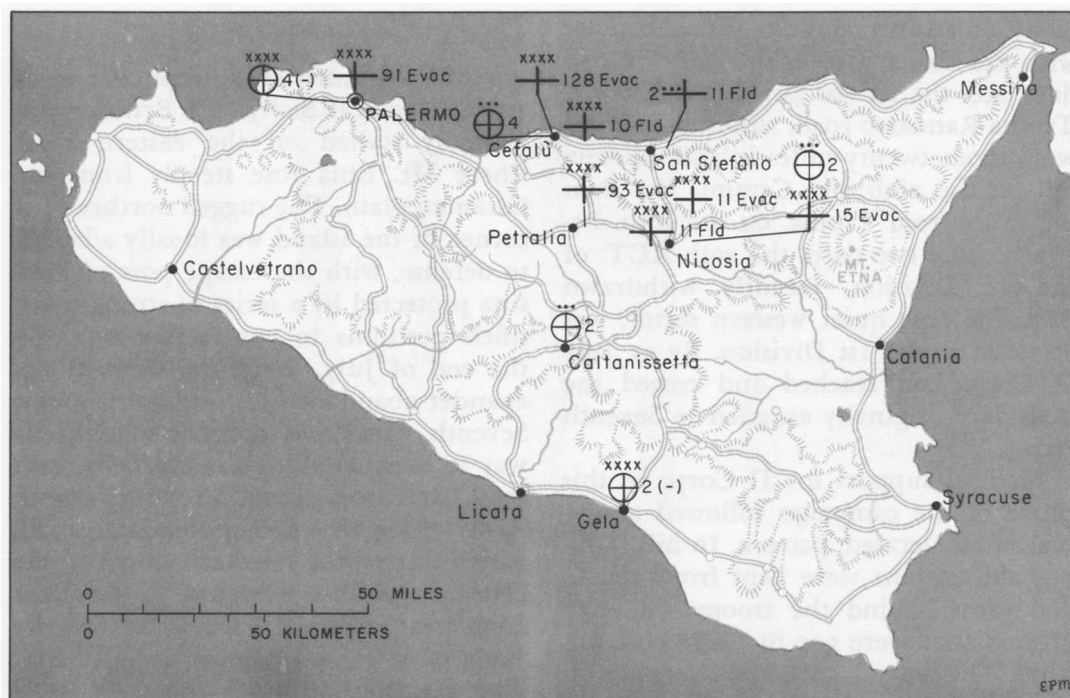 xxxx
4(-)
xxxx
91 Evac
PALERMO
xxxx
128 Evac
4
Cefalù
xxxx
10 Fld
2
11 Fld
San Stefano
Messina
2
xxxx
93 Evac
xxxx
11 Evac
xxxx
15 Evac
xxxx
11 Fld
Petralia
Nicosia
MT.
ETNA
Castelvetrano
2
Caltanissetta
Catania
xxxx
2(-)
Licata
Gela
Syracuse
0 50 MILES
0 50
KILOMETERS
EPM